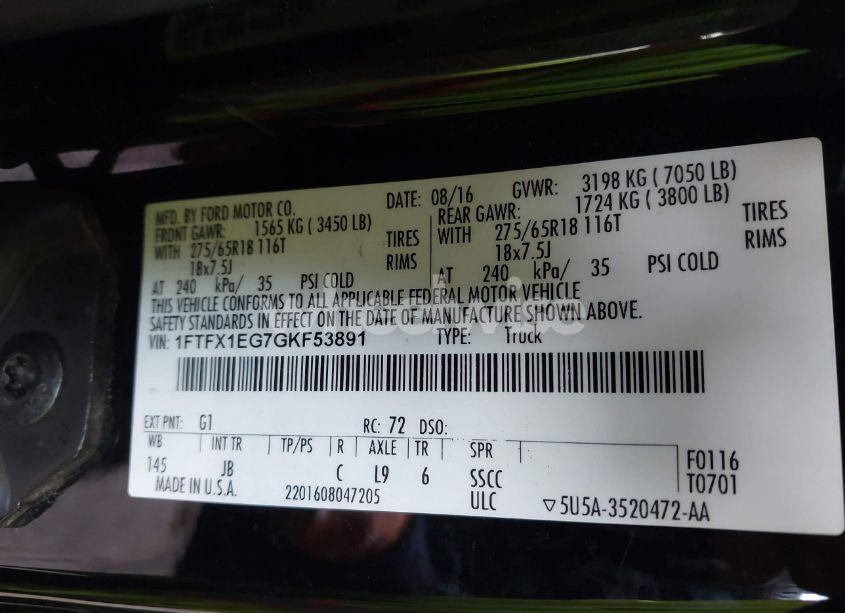 MFD. BY FORD MOTOR CO. DATE: 08/16 GVWR: 3198 KG ( 7050 LB)
FRONT GAWR: 1565 KG ( 3450 LB) REAR GAWR: 1724 KG ( 3800 LB)
WITH 275/65R18 116T TIRES WITH 275/65R18 116T TIRES
18x7.5J RIMS 18x7.5J RIMS
AT 240 kPa/ 35 PSI COLD AT 240 kPa/ 35 PSI COLD
THIS VEHICLE CONFORMS TO ALL APPLICABLE FEDERAL MOTOR VEHICLE
SAFETY STANDARDS IN EFFECT ON THE DATE OF MANUFACTURE SHOWN ABOVE.
VIN: 1FTFX1EG7GKF53891 TYPE: Truck
EXT PNT: G1 RC: 72 DSO:
WB INT TR TP/PS R AXLE TR SPR F0116
145 JB C L9 6 SSCC T0701
MADE IN U.S.A. 2201608047205 ULC ▽5U5A-3520472-AA